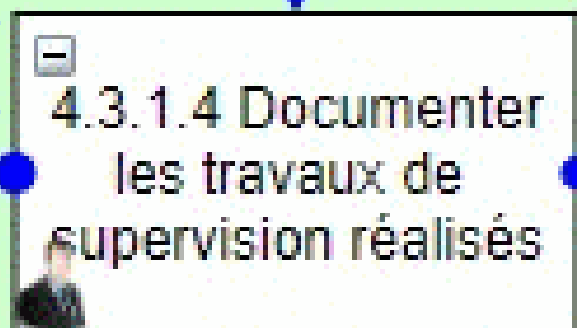 4.3.1.4 Documenter
les travaux de
supervision réalisés